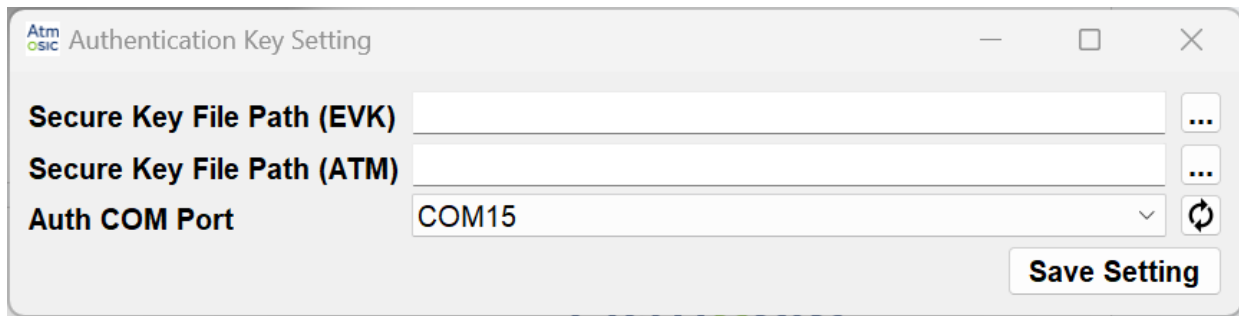 Atm
osic
Authentication Key Setting
Secure Key File Path (EVK)
...
Secure Key File Path (ATM)
...
Auth COM Port COM15
Save Setting